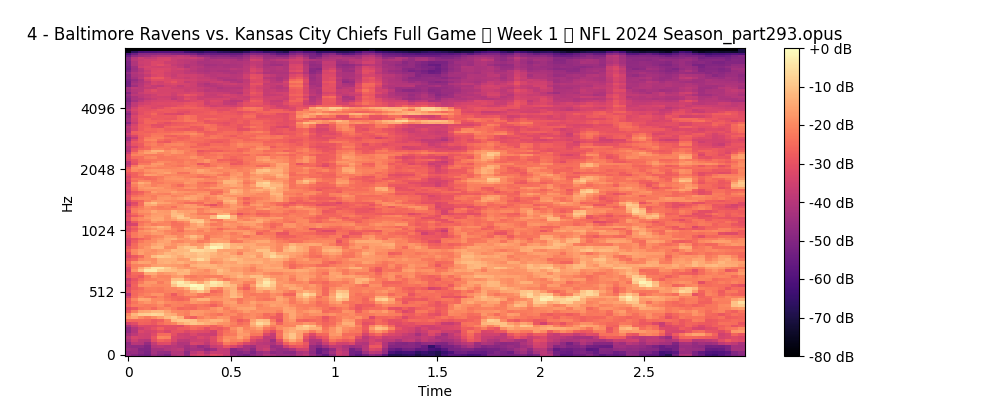 4 - Baltimore Ravens vs. Kansas City Chiefs Full Game ▯ Week 1 ▯ NFL 2024 Season_part293.opus
+0 dB
4096
-10 dB
-20 dB
2048
-30 dB
Hz
1024
-40 dB
-50 dB
512
-60 dB
-70 dB
0
-80 dB
0 0.5 1 1.5 2 2.5
Time